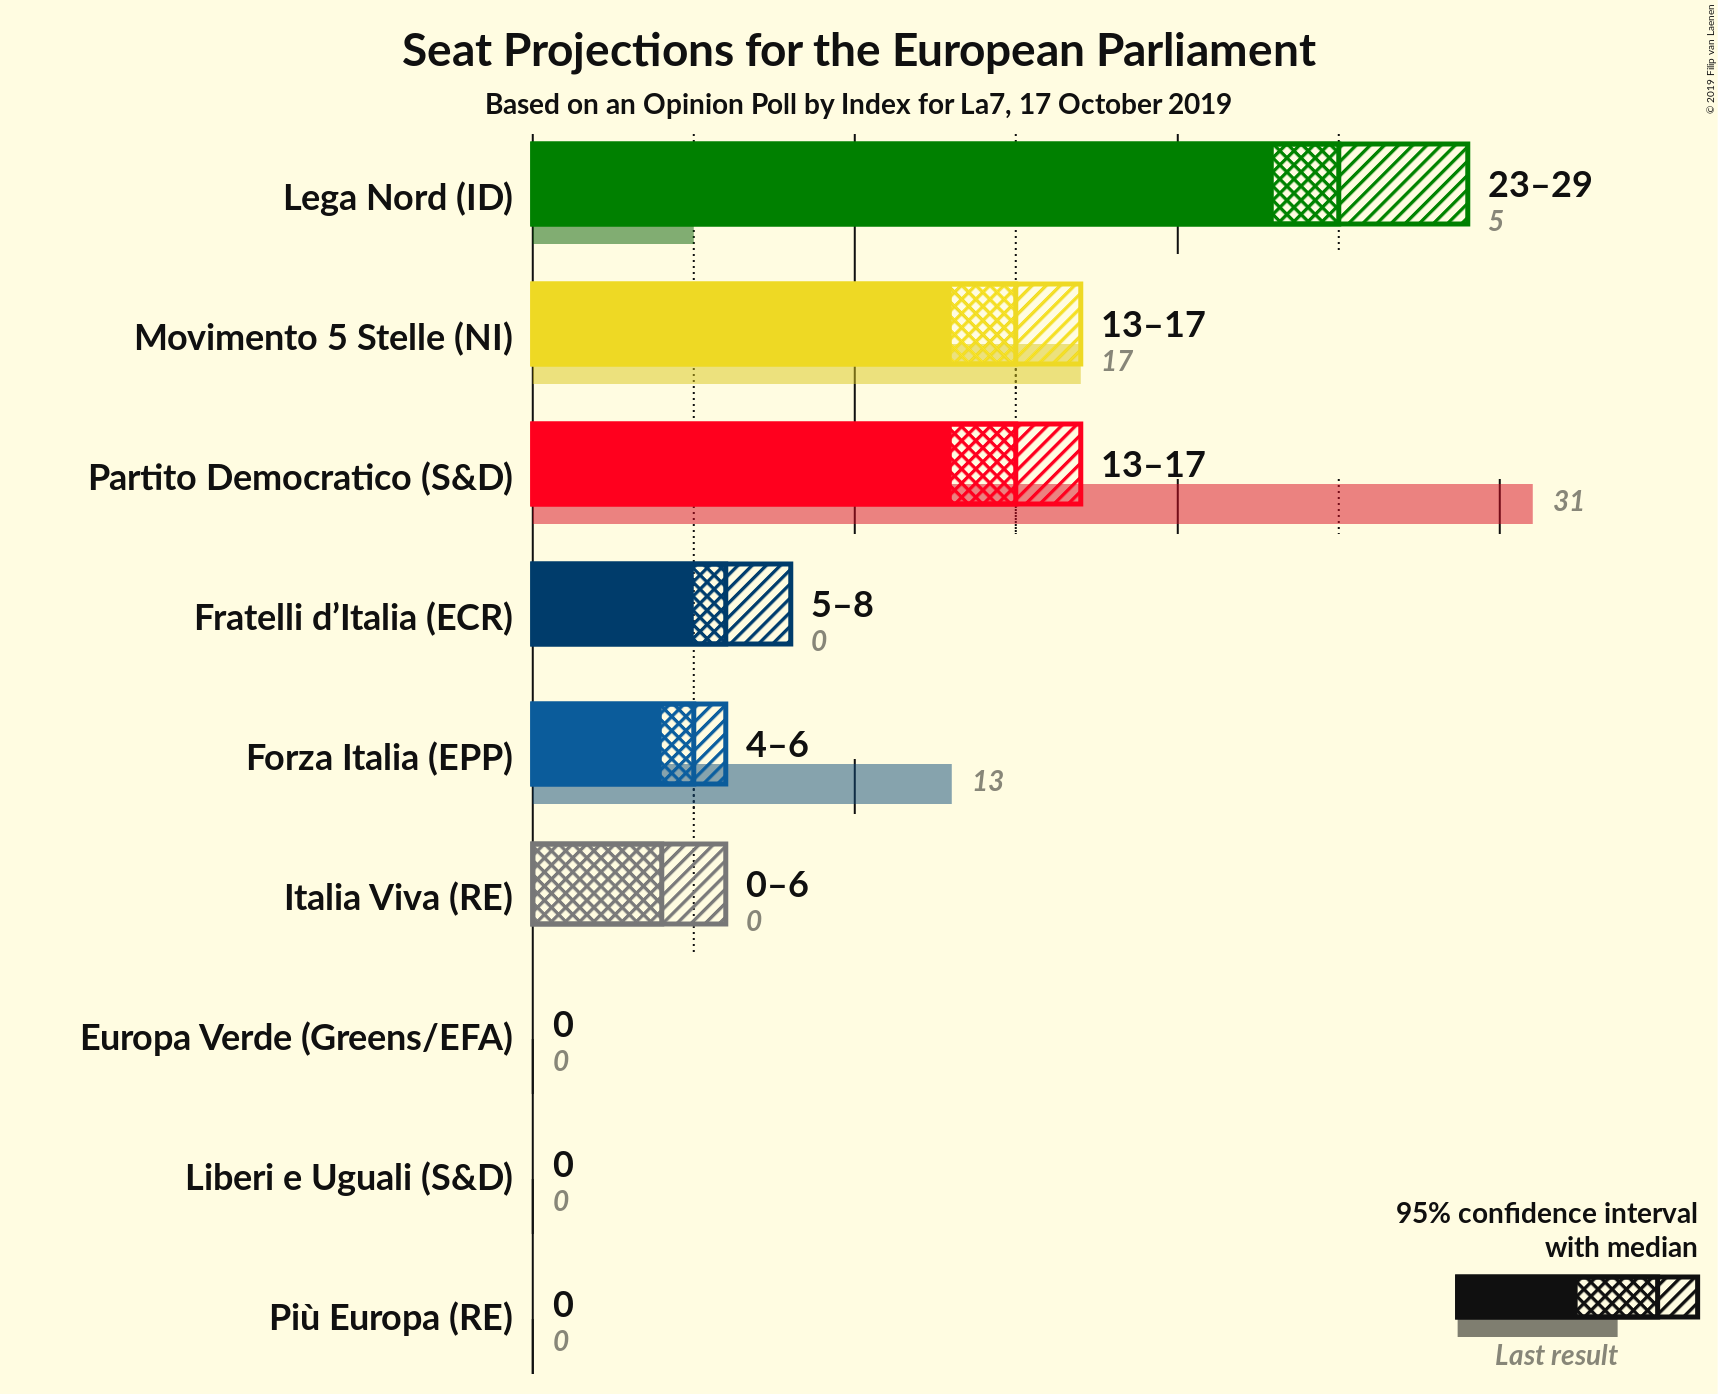 Seat Projections for the European Parliament
Based on an Opinion Poll by Index for La7, 17 October 2019
© 2019 Filip van Laenen
Lega Nord (ID)
23–29
5
Movimento 5 Stelle (NI)
13–17
17
Partito Democratico (S&D)
13–17
31
Fratelli d’Italia (ECR)
5–8
0
Forza Italia (EPP)
4–6
13
Italia Viva (RE)
0–6
0
Europa Verde (Greens/EFA)
0
0
Liberi e Uguali (S&D)
0
0
Più Europa (RE)
0
0
95% confidence interval
with median
Last result